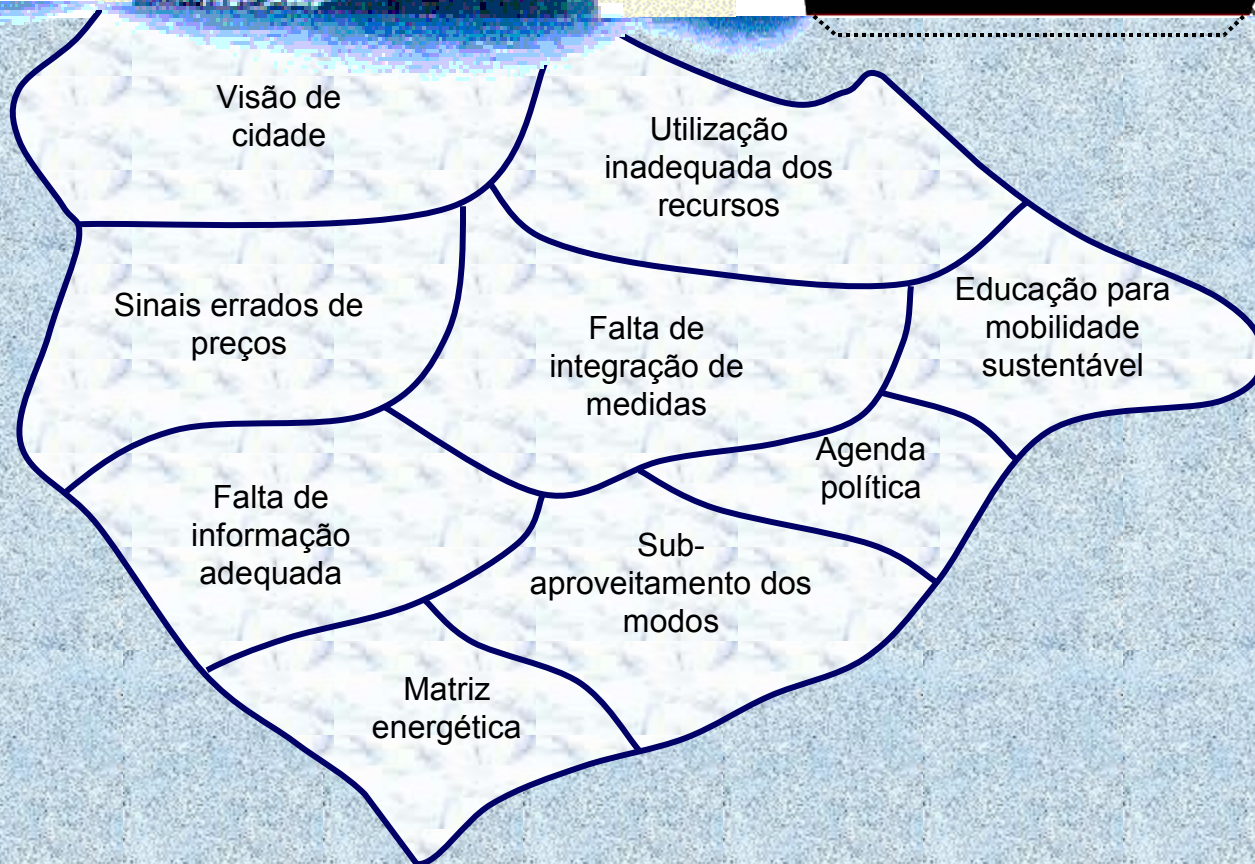 Visão de
cidade
Utilização
inadequada dos
recursos
Sinais errados de
preços
Falta de
integração de
medidas
Educação para
mobilidade
sustentável
Agenda
política
Falta de
informação
adequada
Sub-
aproveitamento dos
modos
Matriz
energética